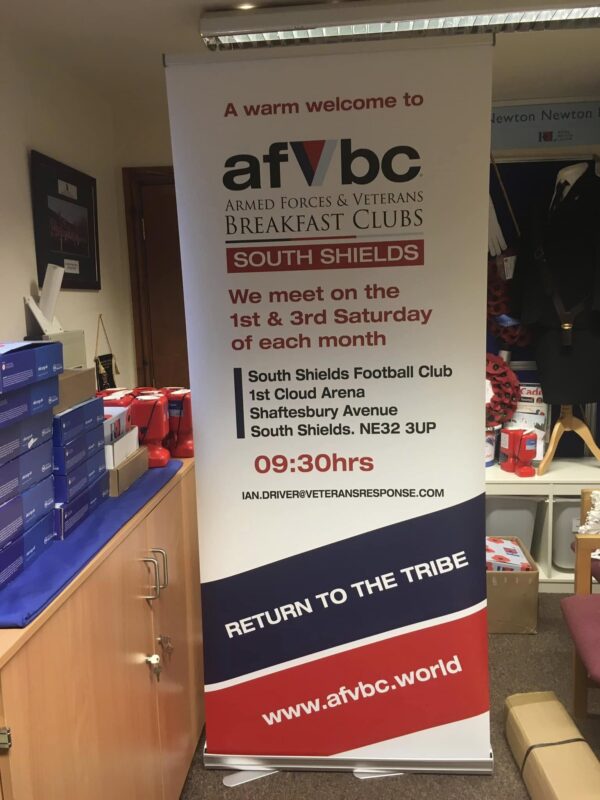 Newton Newton
A warm welcome to
afVbc
ARMED FORCES & VETERANS
BREAKFAST CLUBS
SOUTH SHIELDS
We meet on the
1st & 3rd Saturday
of each month
South Shields Football Club
1st Cloud Arena
Shaftesbury Avenue
South Shields. NE32 3UP
09:30hrs
IAN.DRIVER@VETERANSRESPONSE.COM
RETURN TO THE TRIBE
www.afvbc.world